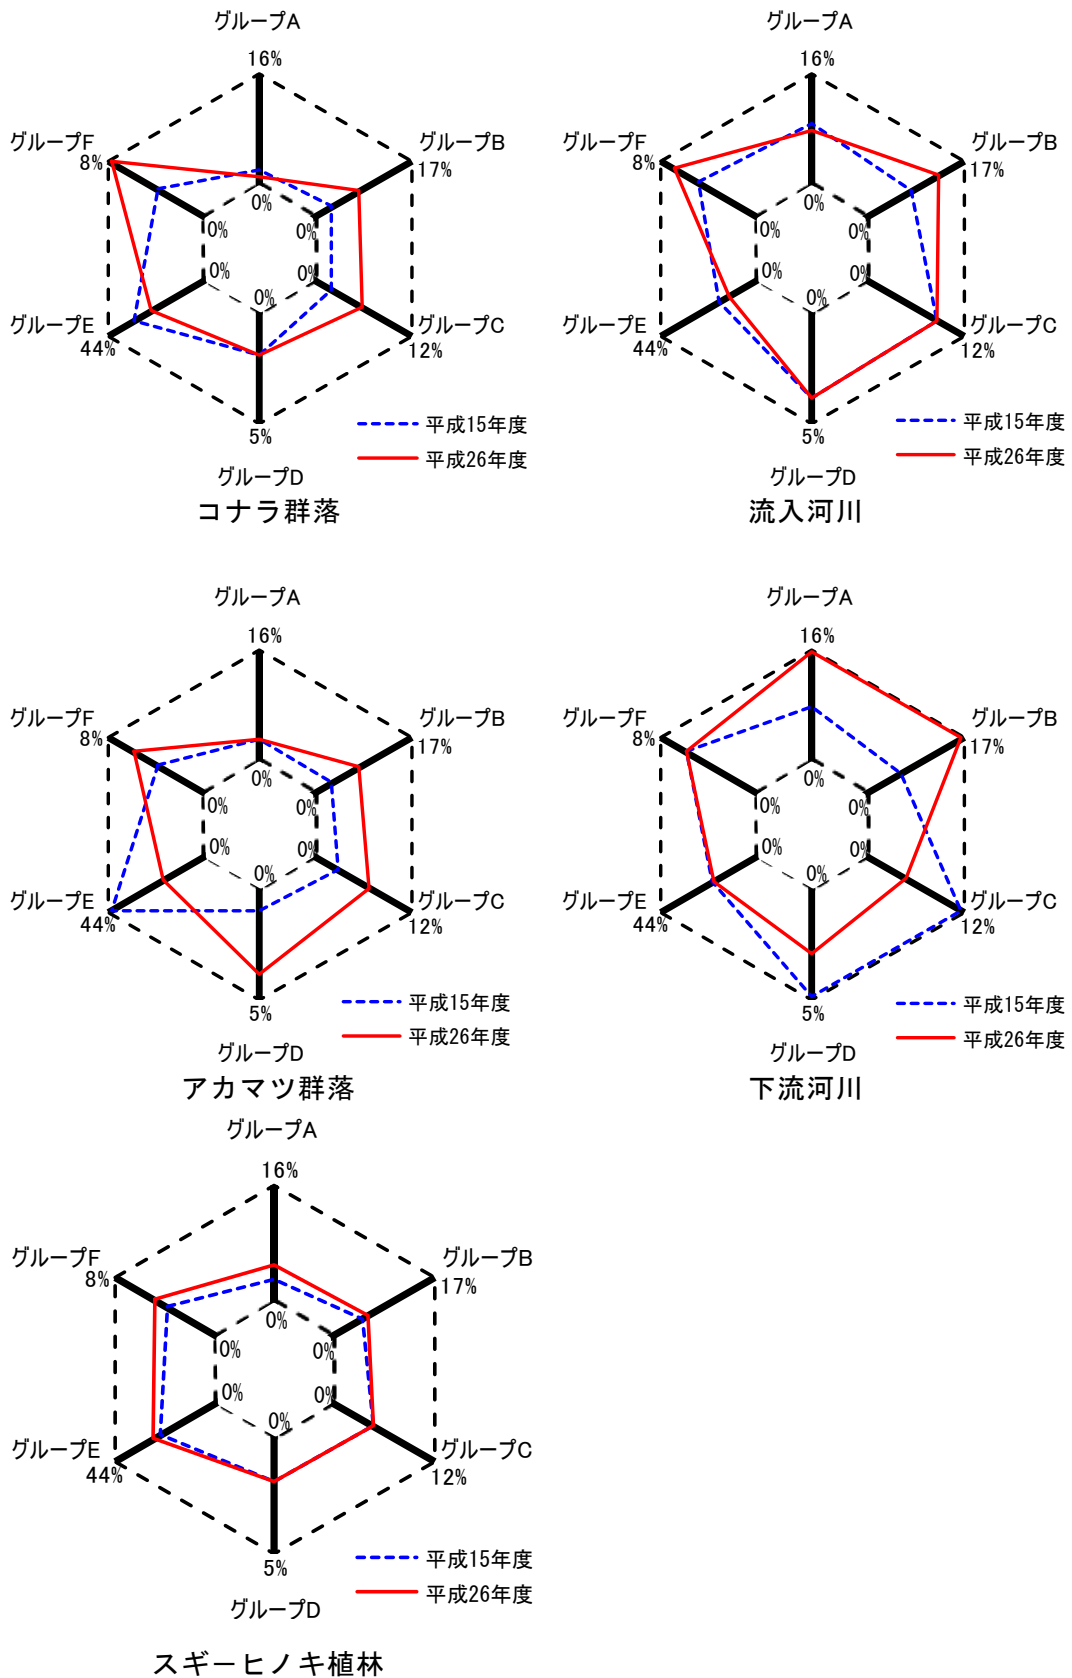 グループA
16%
グループF
8%
グループB
17%
0%
0%
0%
0%
0%
0%
グループE
44%
グループC
12%
5%
グループD
平成15年度
平成26年度
コナラ群落
グループA
16%
グループF
8%
グループB
17%
0%
0%
0%
0%
0%
0%
グループE
44%
グループC
12%
5%
グループD
平成15年度
平成26年度
流入河川
グループA
16%
グループF
8%
グループB
17%
0%
0%
0%
0%
0%
0%
グループE
44%
グループC
12%
5%
グループD
平成15年度
平成26年度
アカマツ群落
グループA
16%
グループF
8%
グループB
17%
0%
0%
0%
0%
0%
0%
グループE
44%
グループC
12%
5%
グループD
平成15年度
平成26年度
下流河川
グループA
16%
グループF
8%
グループB
17%
0%
0%
0%
0%
0%
0%
グループE
44%
グループC
12%
5%
グループD
平成15年度
平成26年度
スギーヒノキ植林